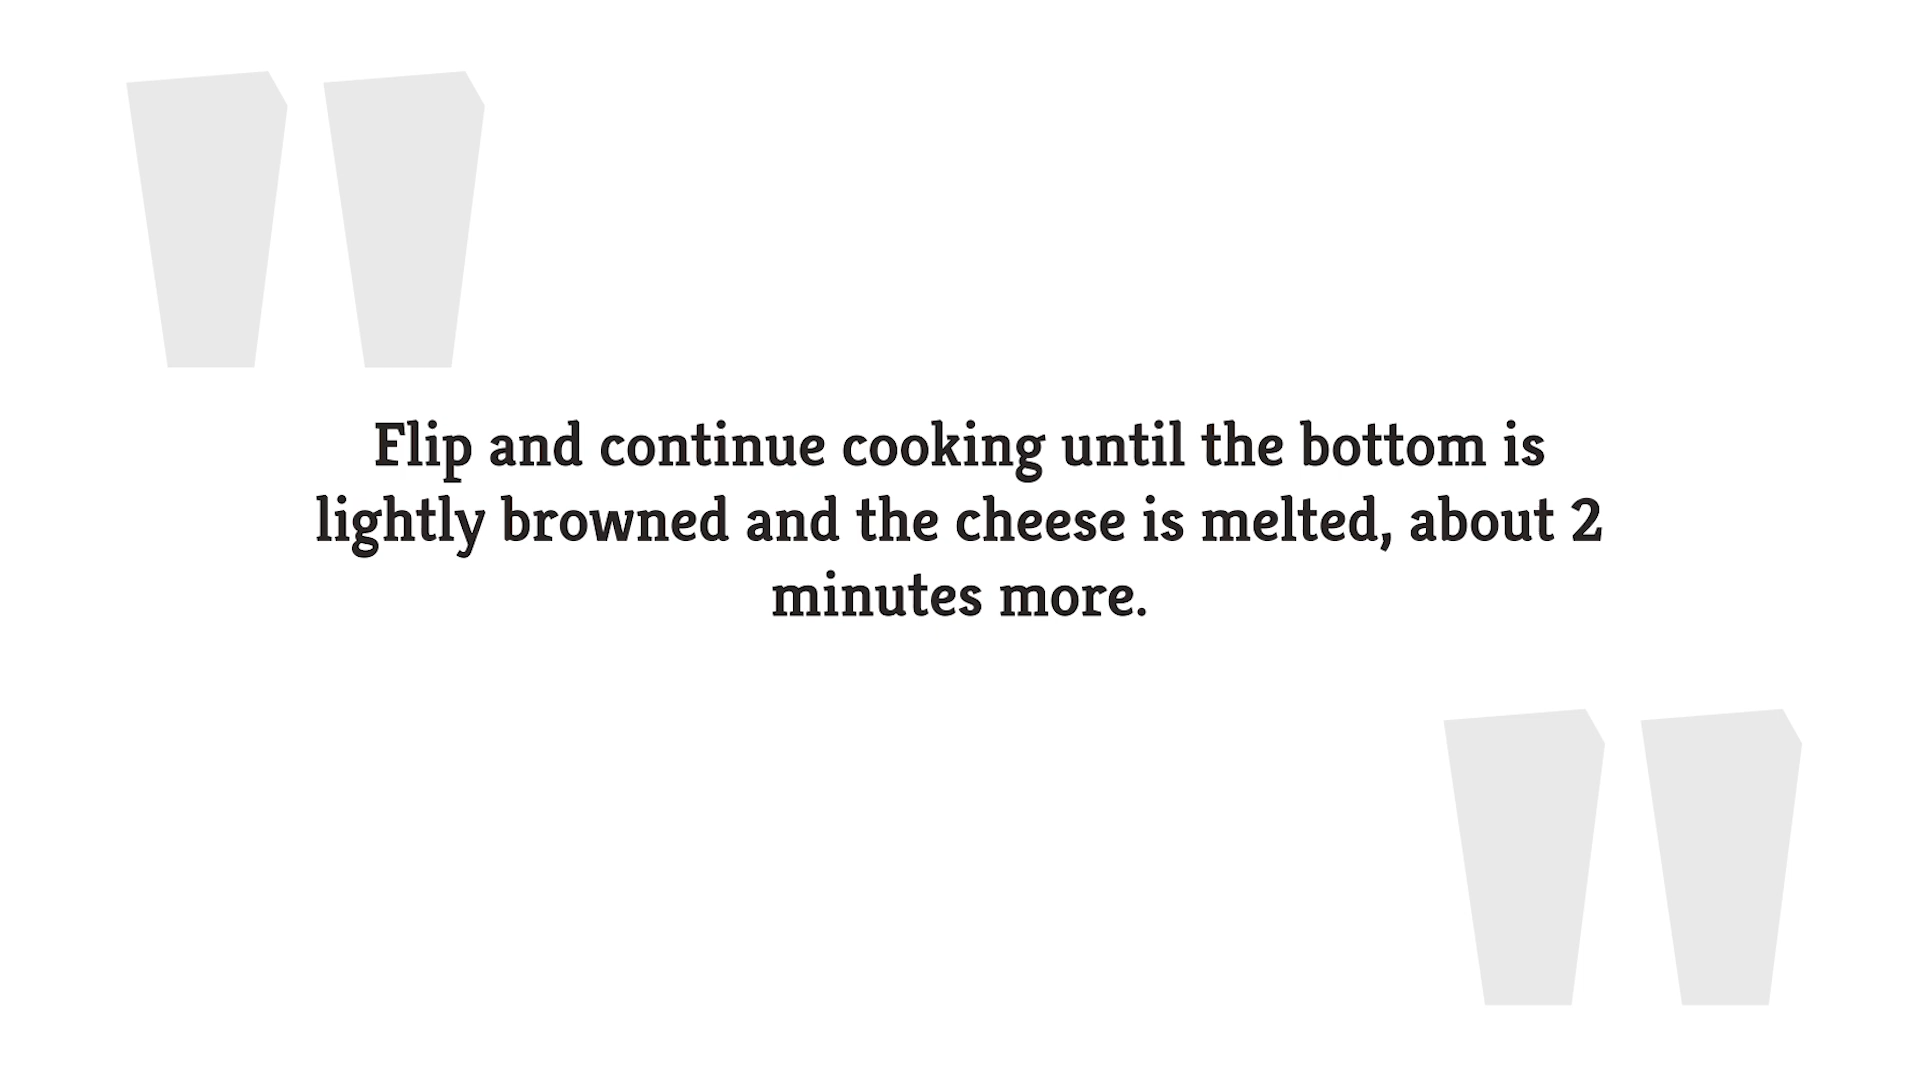 Flip and continue cooking until the bottom is
lightly browned and the cheese is melted, about 2
minutes more.